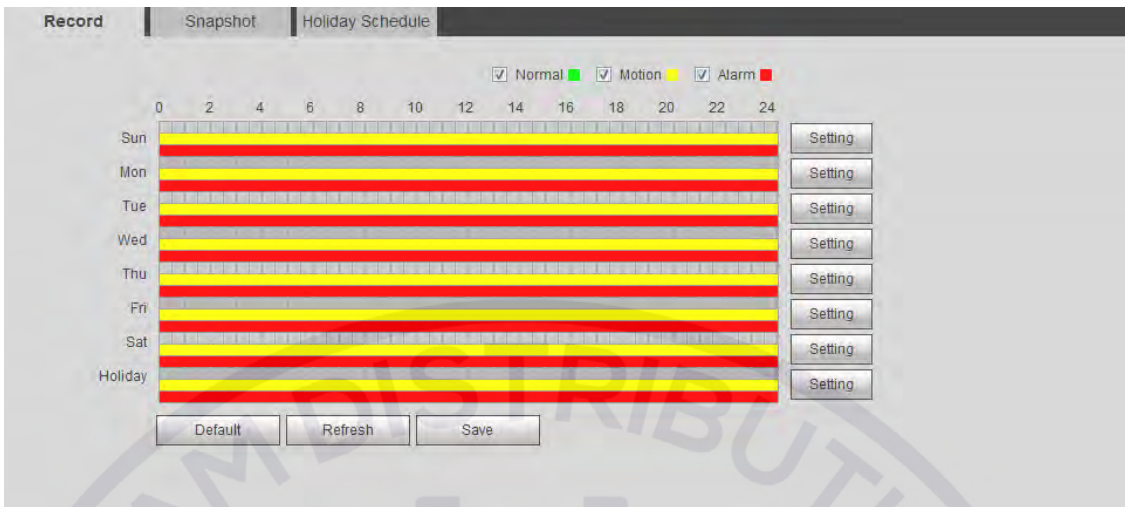 Record Snapshot Holiday Schedule
Normal Motion Alarm
0 2 4 6 8 10 12 14 16 18 20 22 24
Sun Setting
Mon Setting
Tue Setting
Wed Setting
Thu Setting
Fri Setting
Sat Setting
Holiday Setting
Default Refresh Save